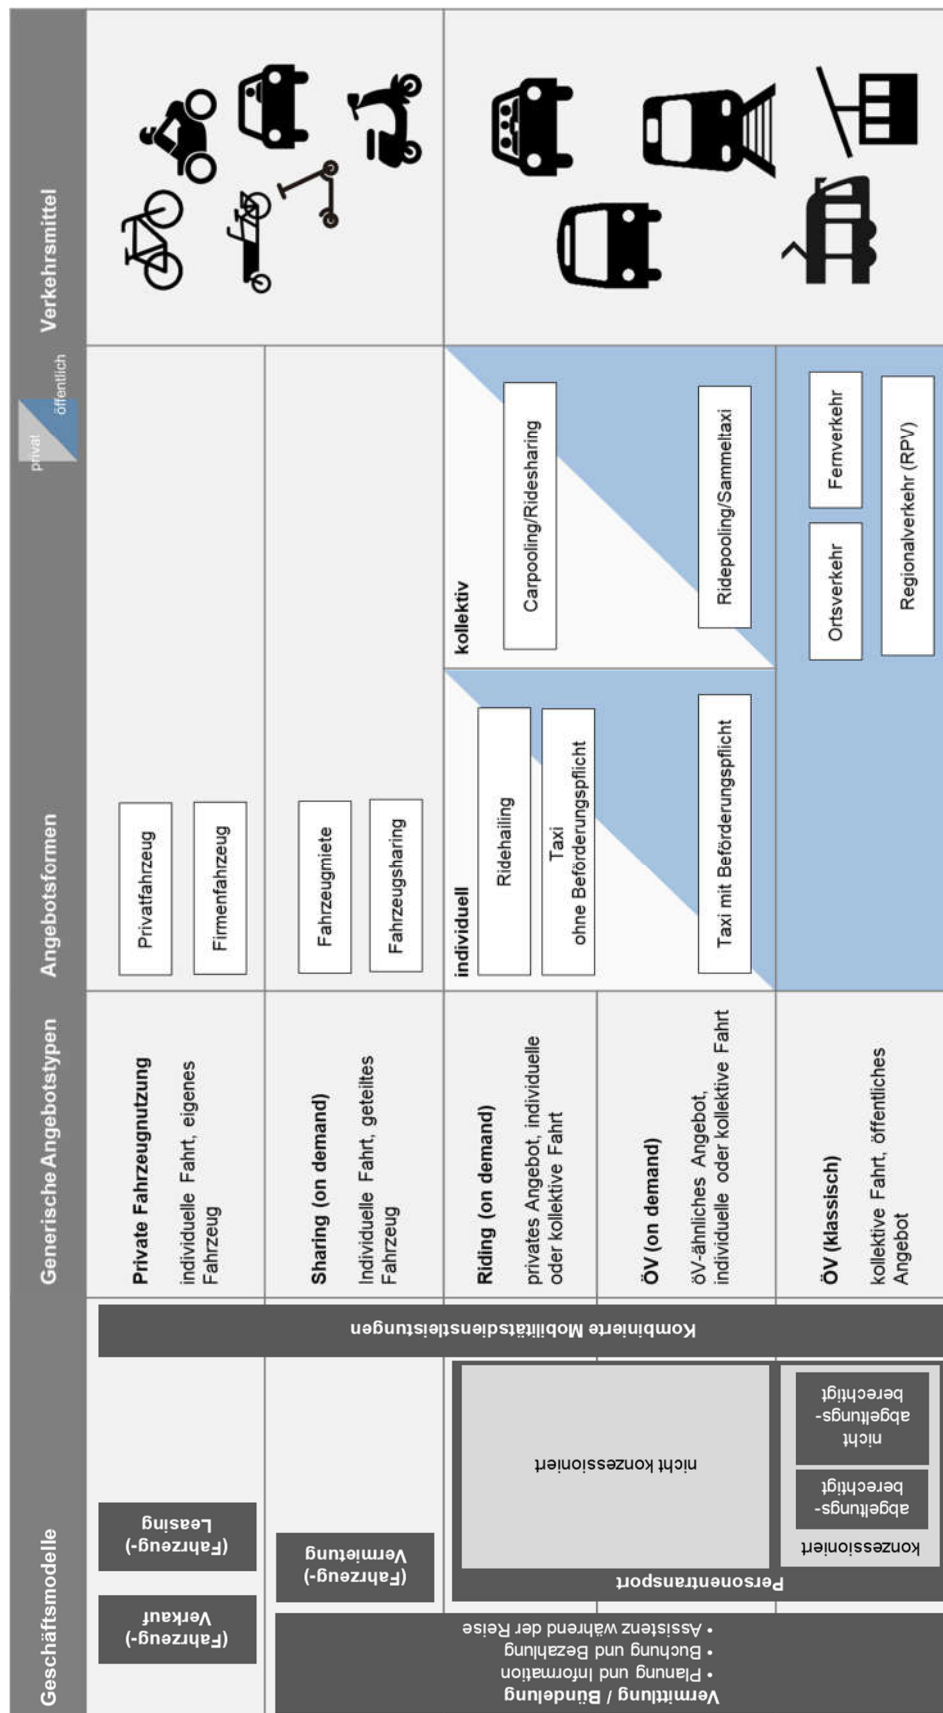 Geschäftsmodelle
Generische Angebotstypen
Angebotsformen
privat
öffentlich
Verkehrsmittel
(Fahrzeug-)
Verkauf
(Fahrzeug-)
Leasing
Kombinierte Mobilitätsdienstleistungen
Private Fahrzeugnutzung
individuelle Fahrt, eigenes
Fahrzeug
Privatfahrzeug
Firmenfahrzeug
Vermittlung / Bündelung
• Planung und Information
• Buchung und Bezahlung
• Assistenz während der Reise
(Fahrzeug-)
Vermietung
Sharing (on demand)
Individuelle Fahrt, geteiltes
Fahrzeug
Fahrzeugmiete
Fahrzeugsharing
Personentransport
nicht konzessioniert
Riding (on demand)
privates Angebot, individuelle
oder kollektive Fahrt
individuell
Ridehailing
Taxi
ohne Beförderungspflicht
kollektiv
Carpooling/Ridesharing
ÖV (on demand)
öV-ähnliches Angebot,
individuelle oder kollektive Fahrt
Taxi mit Beförderungspflicht
Ridepooling/Sammeltaxi
konzessioniert
abgeltungs-
berechtigt
nicht
abgeltungs-
berechtigt
ÖV (klassisch)
kollektive Fahrt, öffentliches
Angebot
Ortsverkehr
Fernverkehr
Regionalverkehr (RPV)